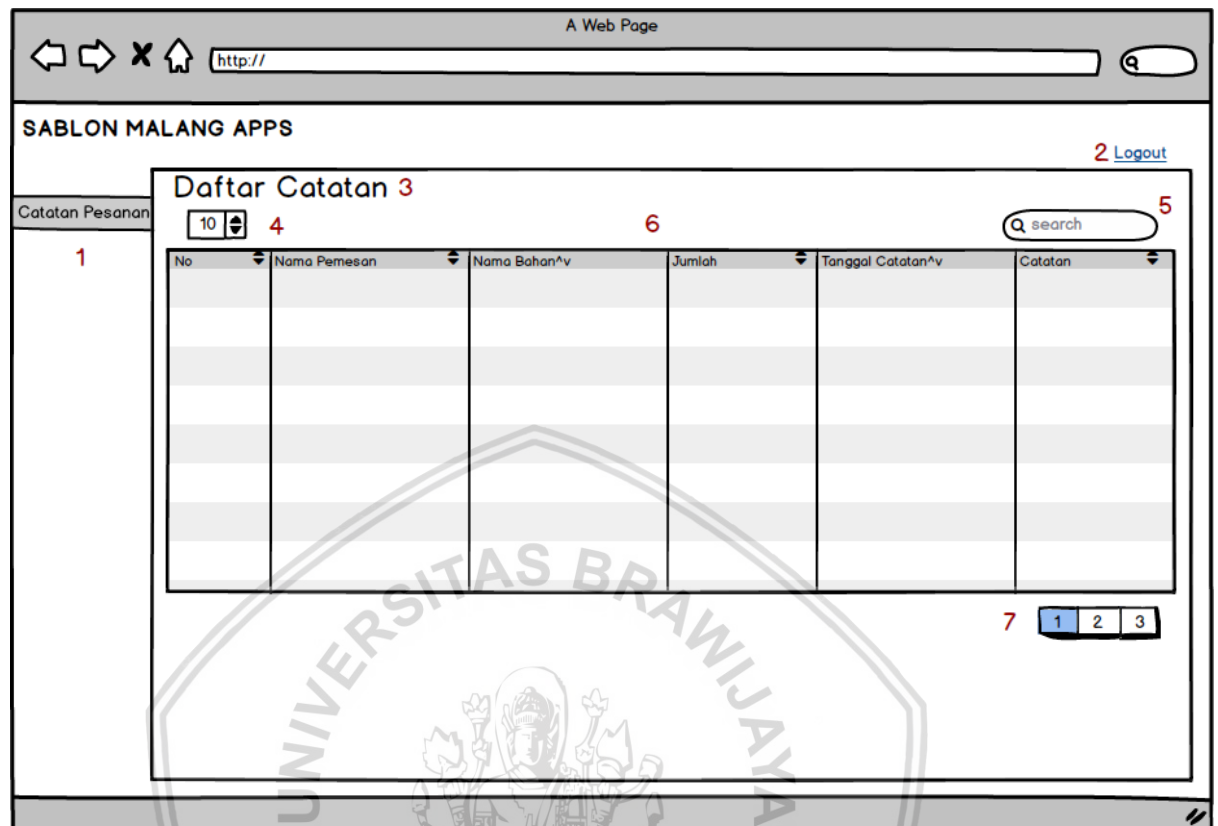 A Web Page
http://
SABLON MALANG APPS
2 Logout
Daftar Catatan 3
Catatan Pesanan
10 4 6 search 5
1
No Nama Pemesan Nama Bahan^v Jumlah Tanggal Catatan^v Catatan
7 1 2 3
UNIVERSITAS BRAWIJAYA